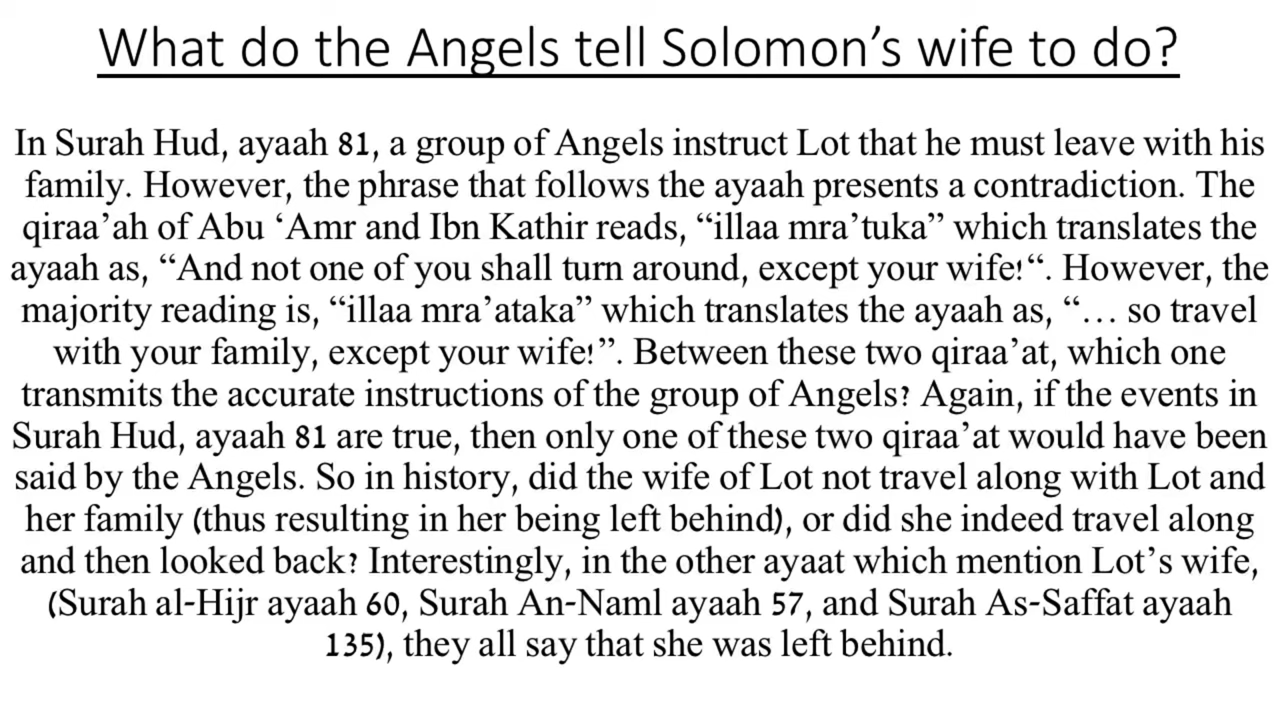 What do the Angels tell Solomon’s wife to do?
In Surah Hud, ayaah 81, a group of Angels instruct Lot that he must leave with his
family. However, the phrase that follows the ayaah presents a contradiction. The
qiraa’ah of Abu ‘Amr and Ibn Kathir reads, “illaa mra’tuka” which translates the
ayaah as, “And not one of you shall turn around, except your wife!“. However, the
majority reading is, “illaa mra’ataka” which translates the ayaah as, “… so travel
with your family, except your wife!”. Between these two qiraa’at, which one
transmits the accurate instructions of the group of Angels? Again, if the events in
Surah Hud, ayaah 81 are true, then only one of these two qiraa’at would have been
said by the Angels. So in history, did the wife of Lot not travel along with Lot and
her family (thus resulting in her being left behind), or did she indeed travel along
and then looked back? Interestingly, in the other ayaat which mention Lot’s wife,
(Surah al-Hijr ayaah 60, Surah An-Naml ayaah 57, and Surah As-Saffat ayaah
135), they all say that she was left behind.